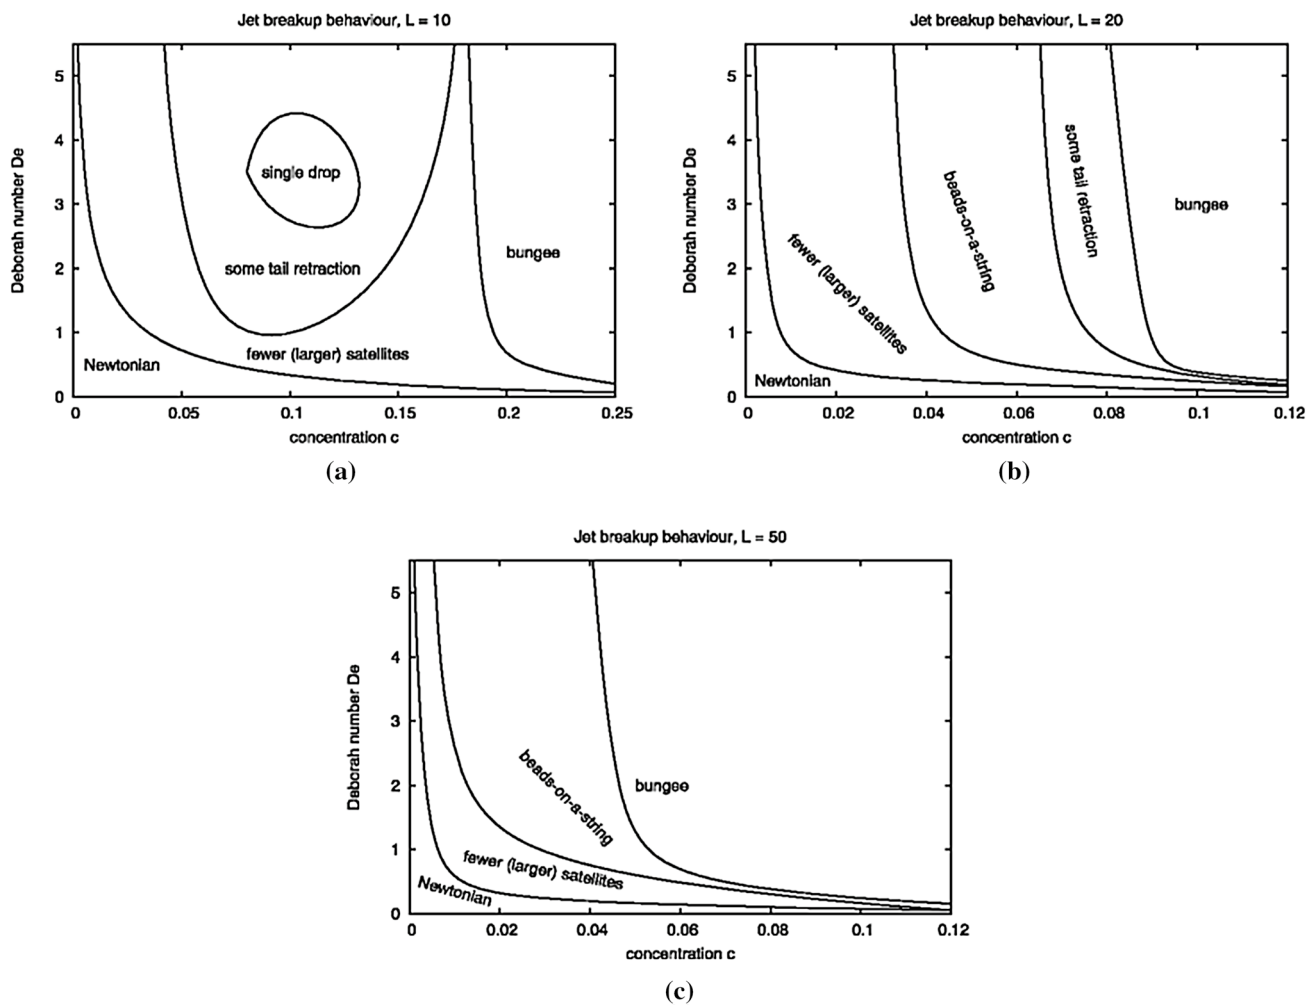 Jet breakup behaviour, L = 10
5
4
3
2
1
0
Deborah number De
single drop
some tail retraction
bungee
fewer (larger) satellites
Newtonian
0 0.05 0.1 0.15 0.2 0.25
concentration c
(a)
Jet breakup behaviour, L = 20
5
4
3
2
1
0
Deborah number De
some tail retraction
beads-on-a-string
bungee
fewer (larger) satellites
Newtonian
0 0.02 0.04 0.06 0.08 0.1 0.12
concentration c
(b)
Jet breakup behaviour, L = 50
5
4
3
2
1
0
Deborah number De
beads-on-a-string
bungee
fewer (larger) satellites
Newtonian
0 0.02 0.04 0.06 0.08 0.1 0.12
concentration c
(c)